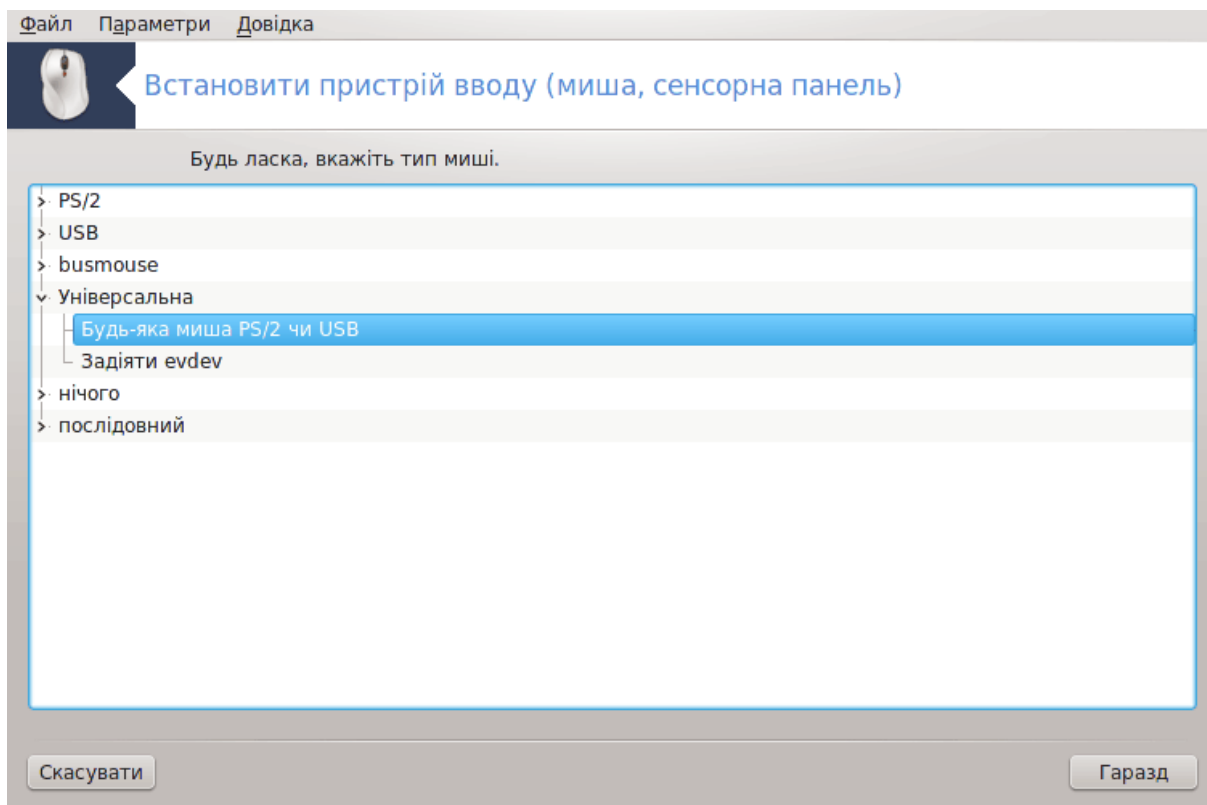 Файл Параметри Довідка
Встановити пристрій вводу (миша, сенсорна панель)
Будь ласка, вкажіть тип миші.
PS/2
USB
busmouse
Універсальна
Будь-яка миша PS/2 чи USB
Задіяти evdev
нічого
послідовний
Скасувати Гаразд